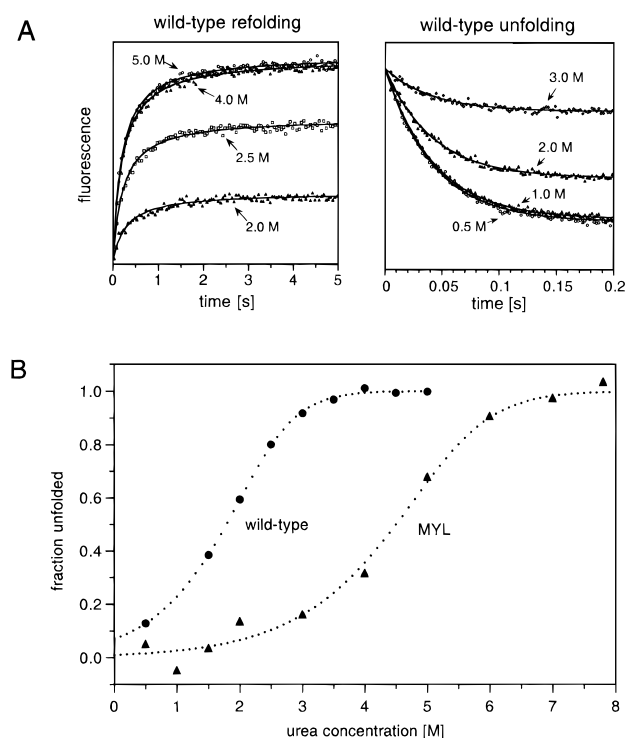 A
wild-type refolding
wild-type unfolding
fluorescence
5.0 M
4.0 M
2.5 M
2.0 M
0 1 2 3 4 5
time [s]
3.0 M
2.0 M
1.0 M
0.5 M
0 0.05 0.1 0.15 0.2
time [s]
B
fraction unfolded
1.0
0.8
0.6
0.4
0.2
0.0
wild-type
MYL
0 1 2 3 4 5 6 7 8
urea concentration [M]